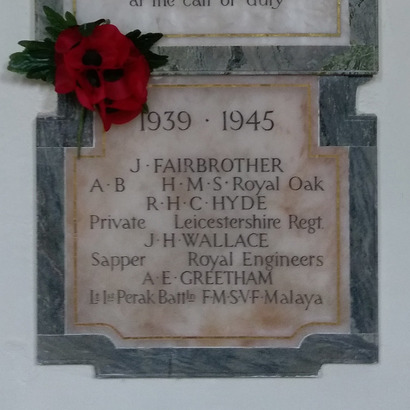 at the call of duty
1939 · 1945
J · FAIRBROTHER
A · B H · M · S · Royal Oak
R · H · C · HYDE
Private Leicestershire Regt
J · H · WALLACE
Sapper Royal Engineers
A · E · GREETHAM
Lt 1st Perak Battln F·M·S·V·F· Malaya